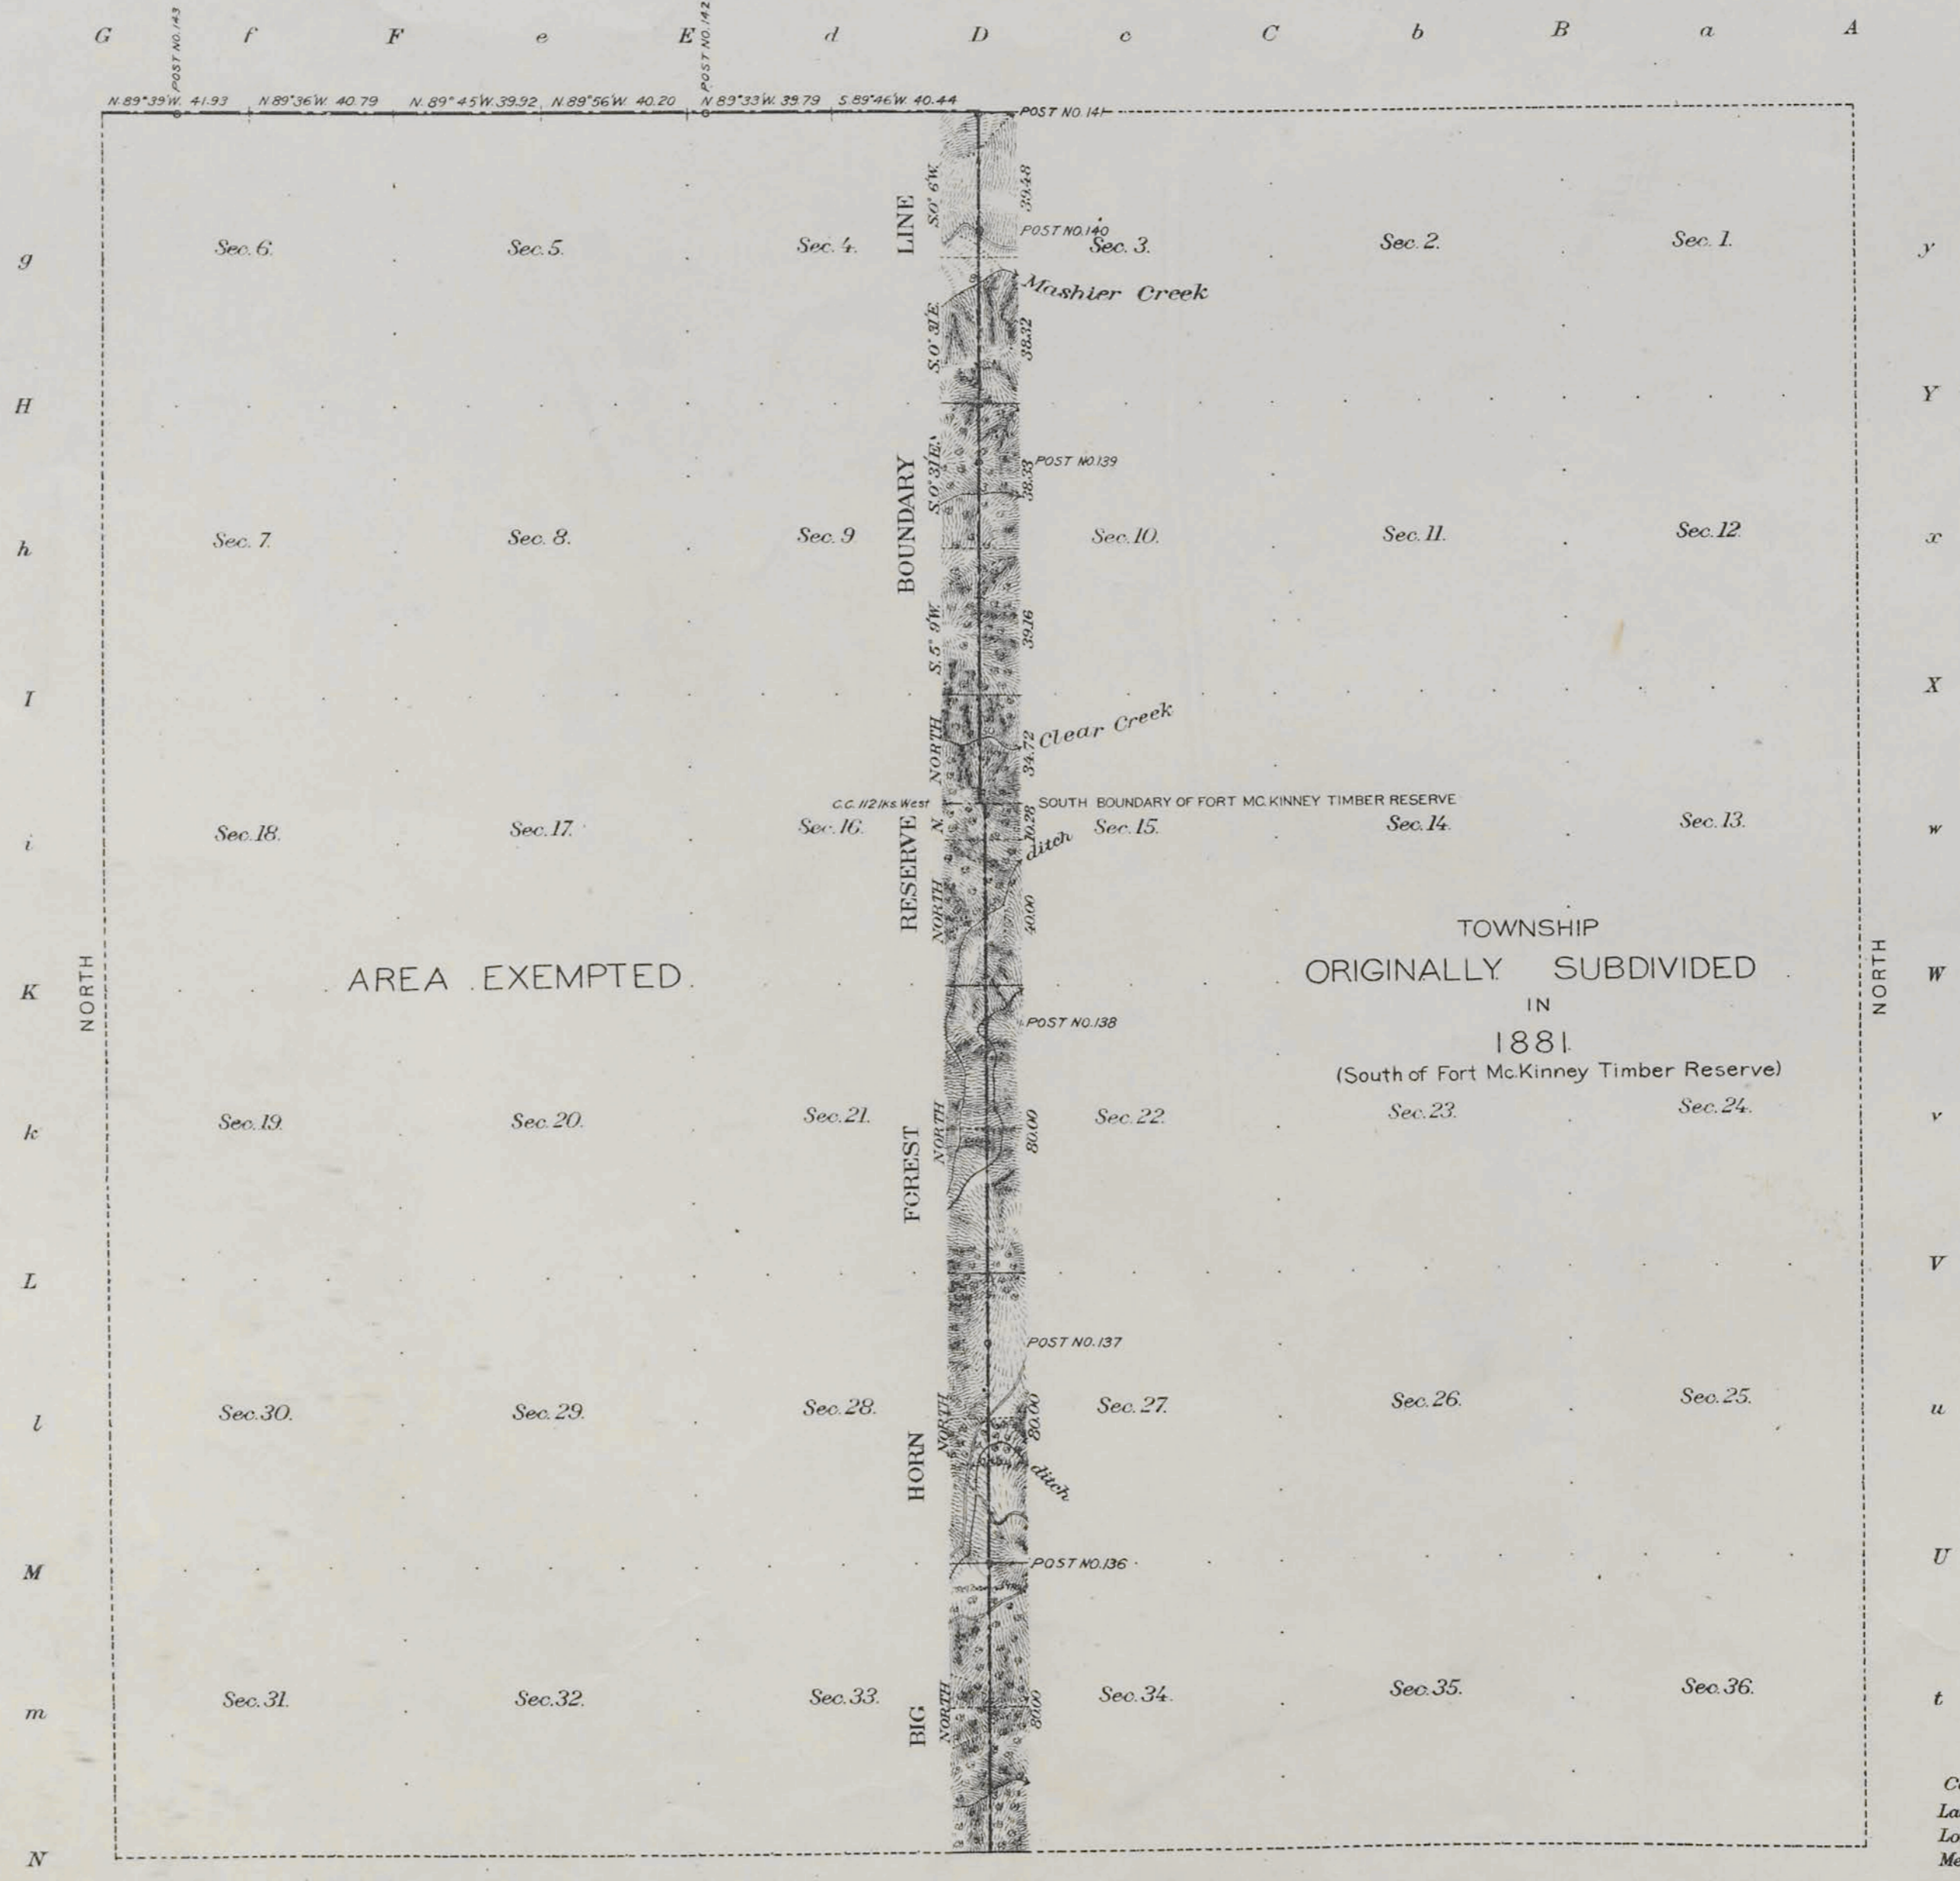 G f F e E d D c C b B a A
POST NO. 143
POST NO. 142
N. 89° 39' W. 41.93 N 89° 36' W. 40.79 N. 89° 45' W. 39.92 N. 89° 56' W. 40.20 N 89° 33' W. 39.79 S. 89° 46' W. 40.44
POST NO. 141
S.0° 6' W.
39.48
LINE
POST NO. 140
g Sec. 6. Sec. 5. Sec. 4. Sec. 3. Sec. 2. Sec. 1. y
Mashier Creek
S.0° 31' E.
38.32
H Y
BOUNDARY
S.0° 31' E.
38.33
POST NO. 139
h Sec. 7. Sec. 8. Sec. 9 Sec. 10. Sec. 11. Sec. 12. x
S. 5° 9' W.
39.16
I X
NORTH
34.72
Clear Creek
C.C. 112 lks. West
SOUTH BOUNDARY OF FORT MC. KINNEY TIMBER RESERVE
N.
10.28
i Sec. 18. Sec. 17. Sec. 16. Sec. 15. Sec. 14. Sec. 13. w
ditch
RESERVE
NORTH
40.00
TOWNSHIP
ORIGINALLY SUBDIVIDED
IN
1881.
(South of Fort Mc.Kinney Timber Reserve)
K AREA EXEMPTED. W
NORTH
NORTH
POST NO. 138
k Sec. 19. Sec. 20. Sec. 21. Sec. 22. Sec. 23. Sec. 24. v
FOREST
NORTH
80.00
L V
POST NO. 137
l Sec. 30. Sec. 29. Sec. 28. Sec. 27. Sec. 26. Sec. 25. u
HORN
NORTH
80.00
ditch
M U
POST NO. 136
m Sec. 31. Sec. 32. Sec. 33. Sec. 34. Sec. 35. Sec. 36. t
BIG
NORTH
80.00
N